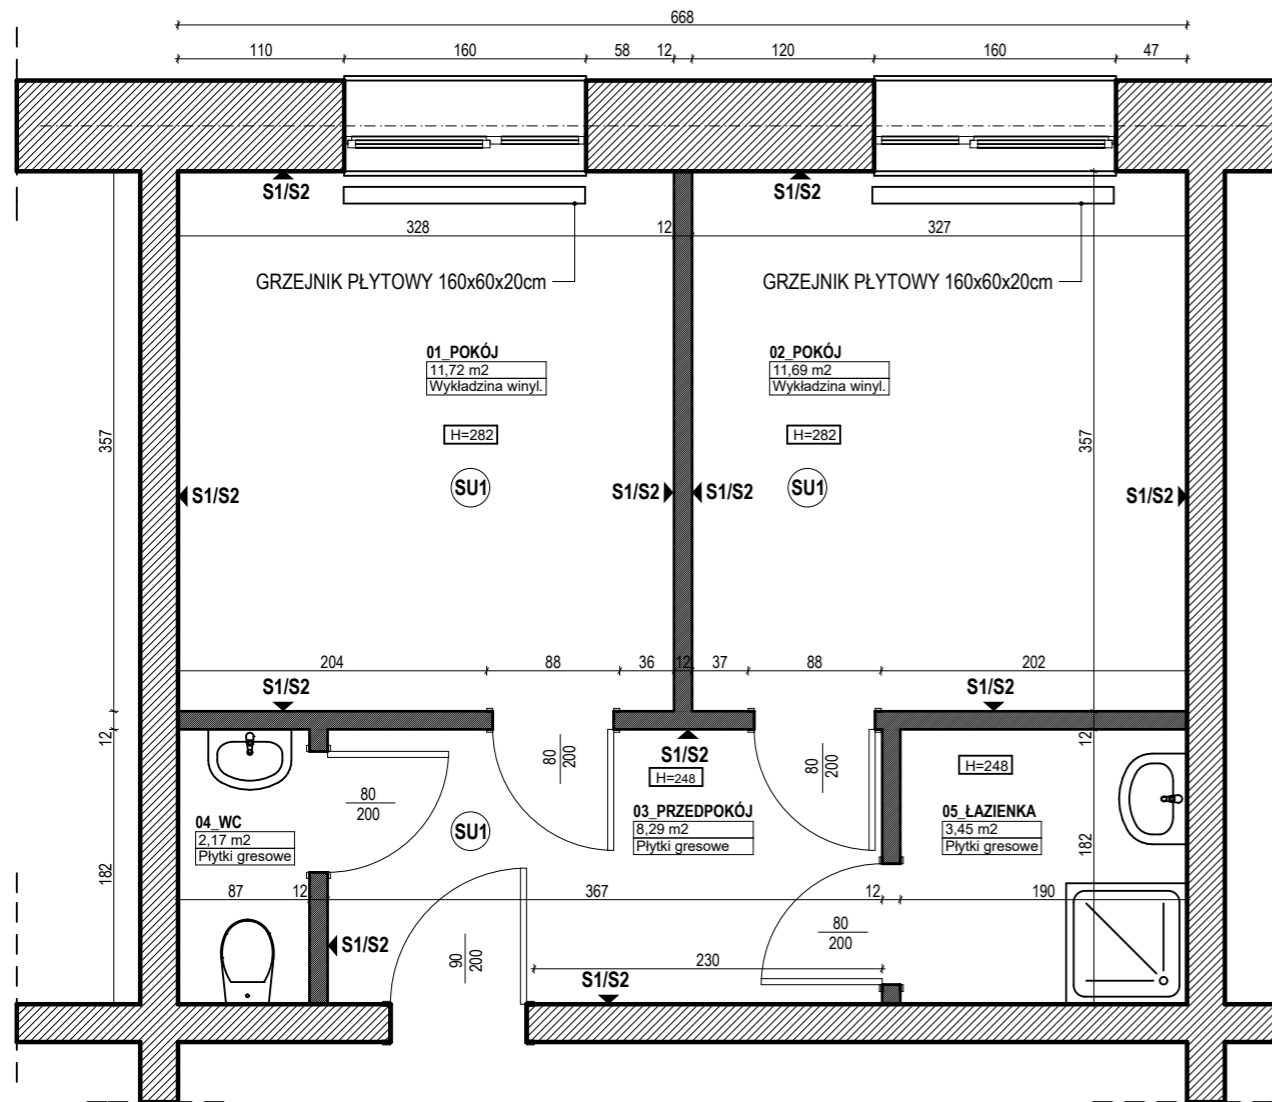 668
110 160 58 12 120 160 47
S1/S2 S1/S2
328 12 327
GRZEJNIK PŁYTOWY 160x60x20cm
GRZEJNIK PŁYTOWY 160x60x20cm
01_POKÓJ
11,72 m2
Wykładzina winyl.
H=282
SU1
02_POKÓJ
11,69 m2
Wykładzina winyl.
H=282
SU1
357
357
S1/S2 S1/S2 S1/S2 S1/S2
204 88 36 12 37 88 202
S1/S2 S1/S2
12
12
S1/S2
H=248
H=248
80
200
80
200
80
200
04_WC
2,17 m2
Płytki gresowe
SU1
03_PRZEDPOKÓJ
8,29 m2
Płytki gresowe
05_ŁAZIENKA
3,45 m2
Płytki gresowe
182
182
87 12 367 12 190
S1/S2
90
200
80
200
230
S1/S2